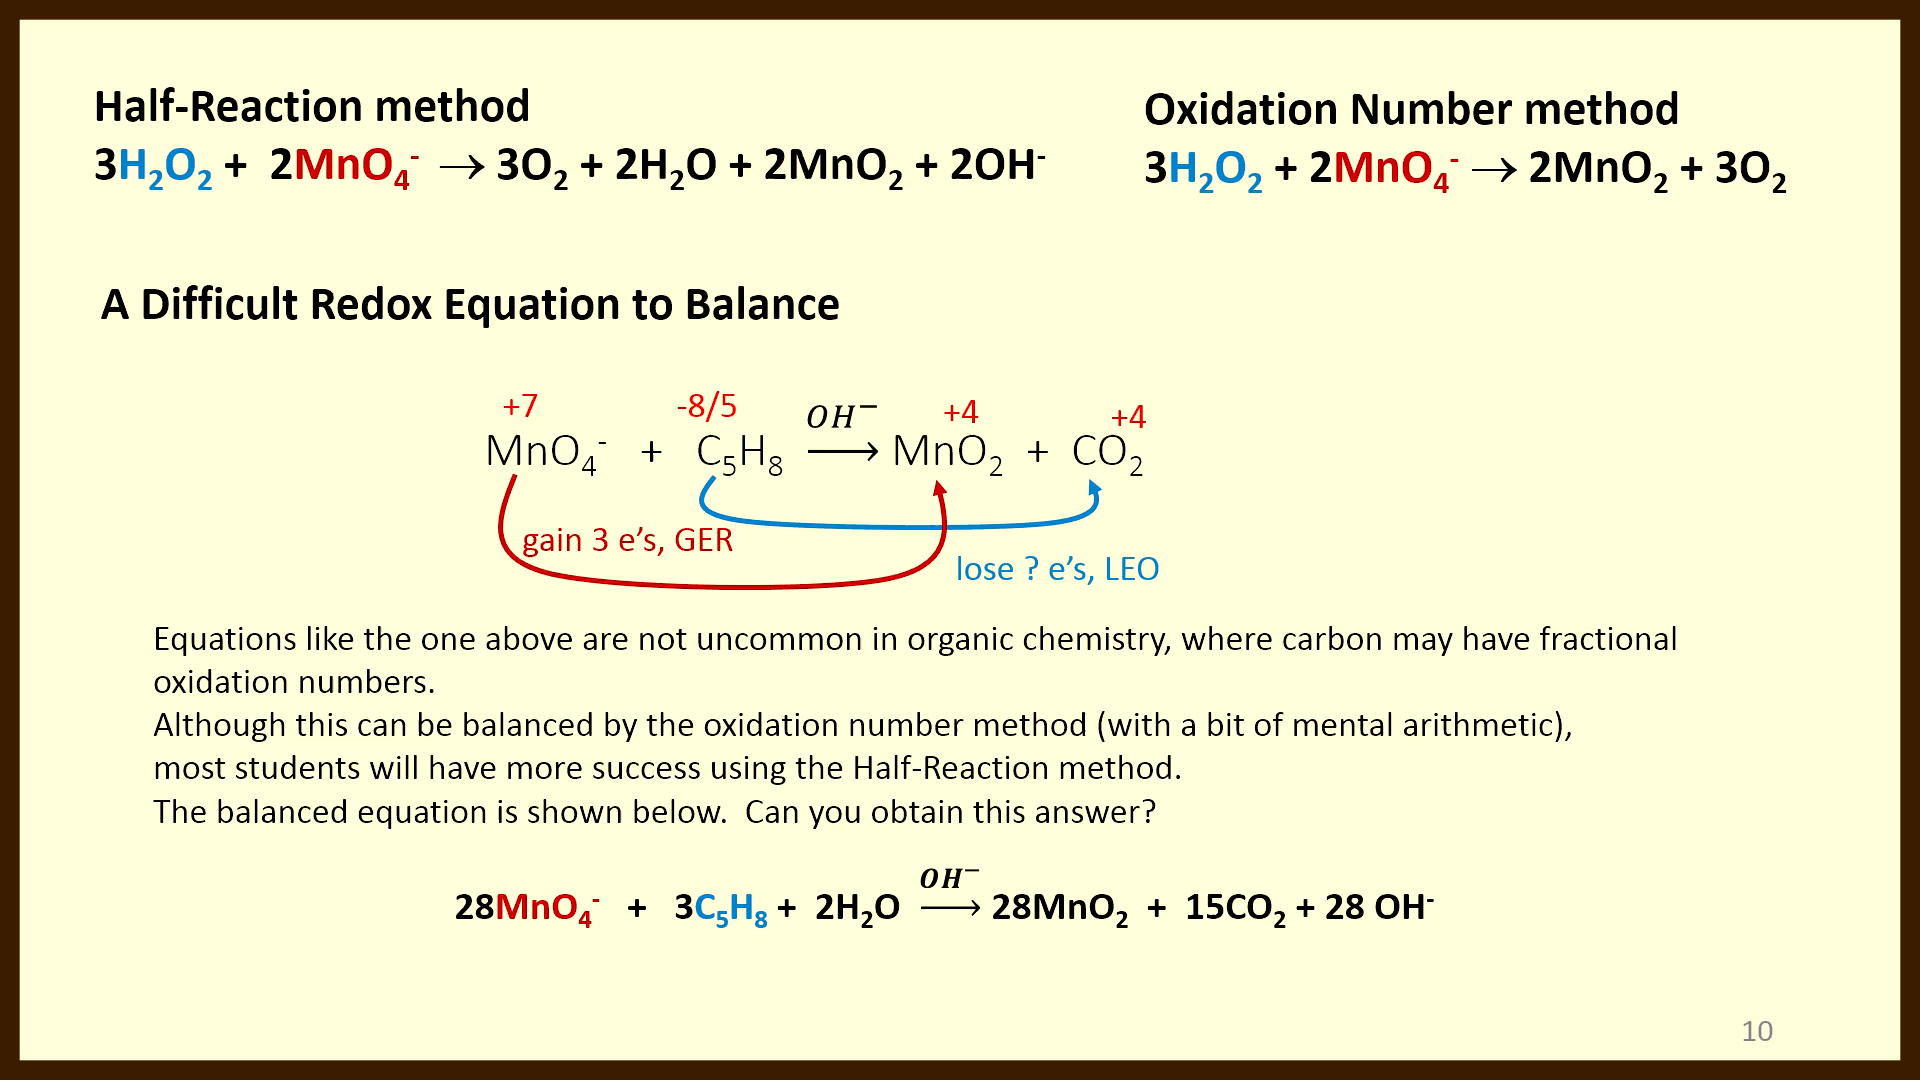 Half-Reaction method
3H₂O₂ + 2MnO₄⁻ → 3O₂ + 2H₂O + 2MnO₂ + 2OH⁻
Oxidation Number method
3H₂O₂ + 2MnO₄⁻ → 2MnO₂ + 3O₂
A Difficult Redox Equation to Balance
+7 -8/5 OH⁻ +4 +4
MnO₄⁻ + C₅H₈ ⟶ MnO₂ + CO₂
gain 3 e's, GER
lose ? e's, LEO
Equations like the one above are not uncommon in organic chemistry, where carbon may have fractional
oxidation numbers.
Although this can be balanced by the oxidation number method (with a bit of mental arithmetic),
most students will have more success using the Half-Reaction method.
The balanced equation is shown below.  Can you obtain this answer?
OH⁻
28MnO₄⁻ + 3C₅H₈ + 2H₂O ⟶ 28MnO₂ + 15CO₂ + 28 OH⁻
10